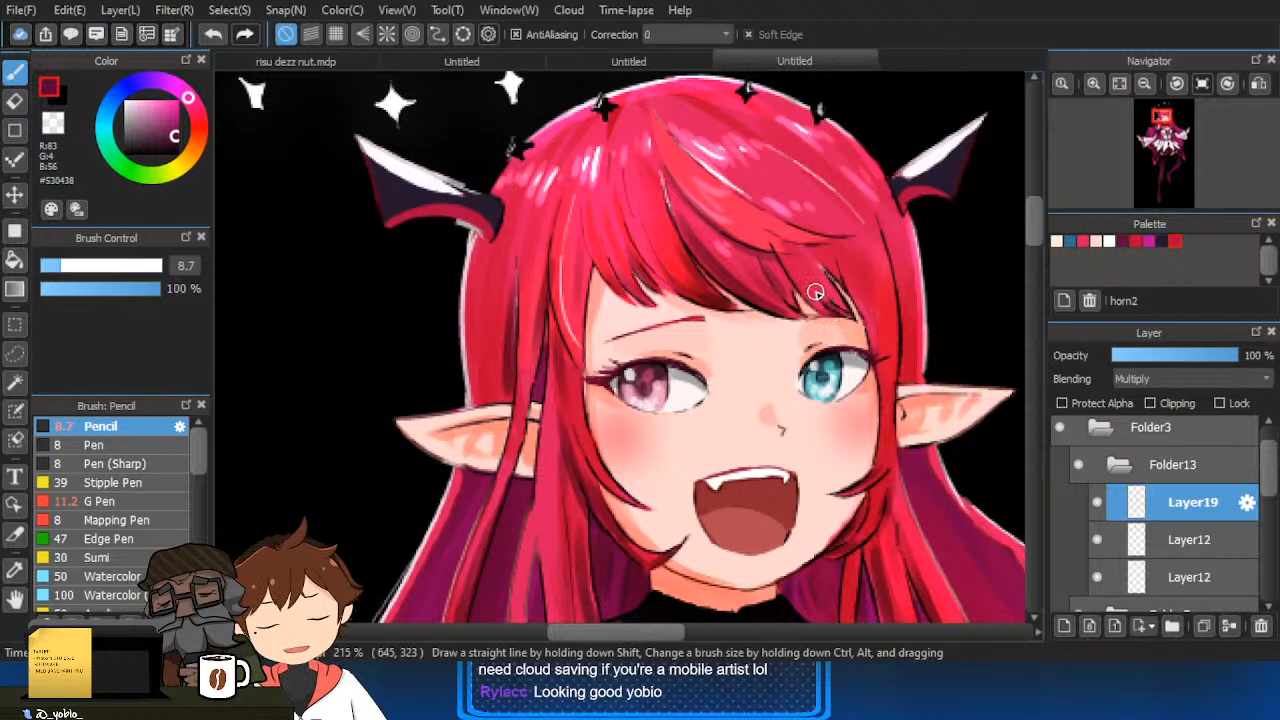 File(F) Edit(E) Layer(L) Filter(R) Select(S) Snap(N) Color(C) View(V) Tool(T) Window(W) Cloud Time-lapse Help
AntiAliasing Correction 0 Soft Edge
Color
risu dezz nut.mdp Untitled Untitled Untitled
Navigator
R:83
G:4
B:56
#530438
Palette
Brush Control
8.7
100 %
horn2
Layer
Opacity 100 %
Blending Multiply
Protect Alpha Clipping Lock
Folder3
Folder13
Layer19
Layer12
Layer12
Brush: Pencil
8.7 Pencil
8 Pen
8 Pen (Sharp)
39 Stipple Pen
11.2 G Pen
8 Mapping Pen
47 Edge Pen
30 Sumi
50 Watercolor
100 Watercolor
215 % ( 645, 323 ) Draw a straight line by holding down Shift, Change a brush size by holding down Ctrl, Alt, and dragging
need cloud saving if you're a mobile artist lol
Rylecc Looking good yobio